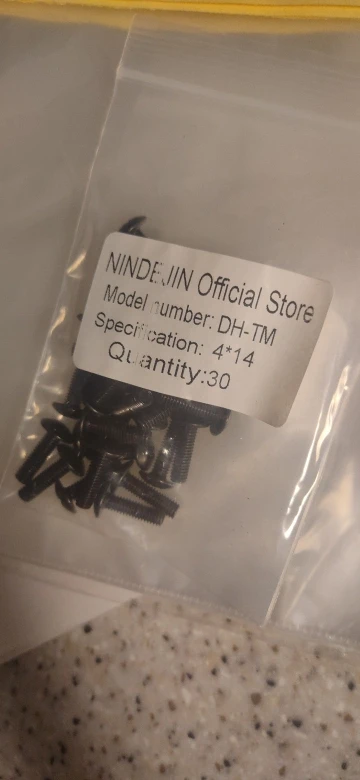 NINDEJIN Official Store
Model number: DH-TM
Specification: 4*14
Quantity:30